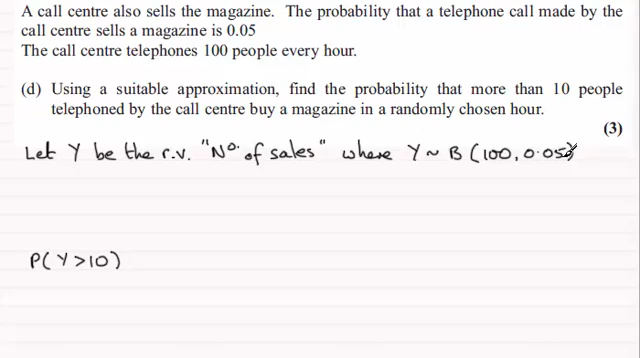 A call centre also sells the magazine. The probability that a telephone call made by the
call centre sells a magazine is 0.05
The call centre telephones 100 people every hour.
(d) Using a suitable approximation, find the probability that more than 10 people
telephoned by the call centre buy a magazine in a randomly chosen hour.
(3)
Let Y be the r.v. "No. of sales" where Y ~ B (100, 0.05)
P(Y>10)